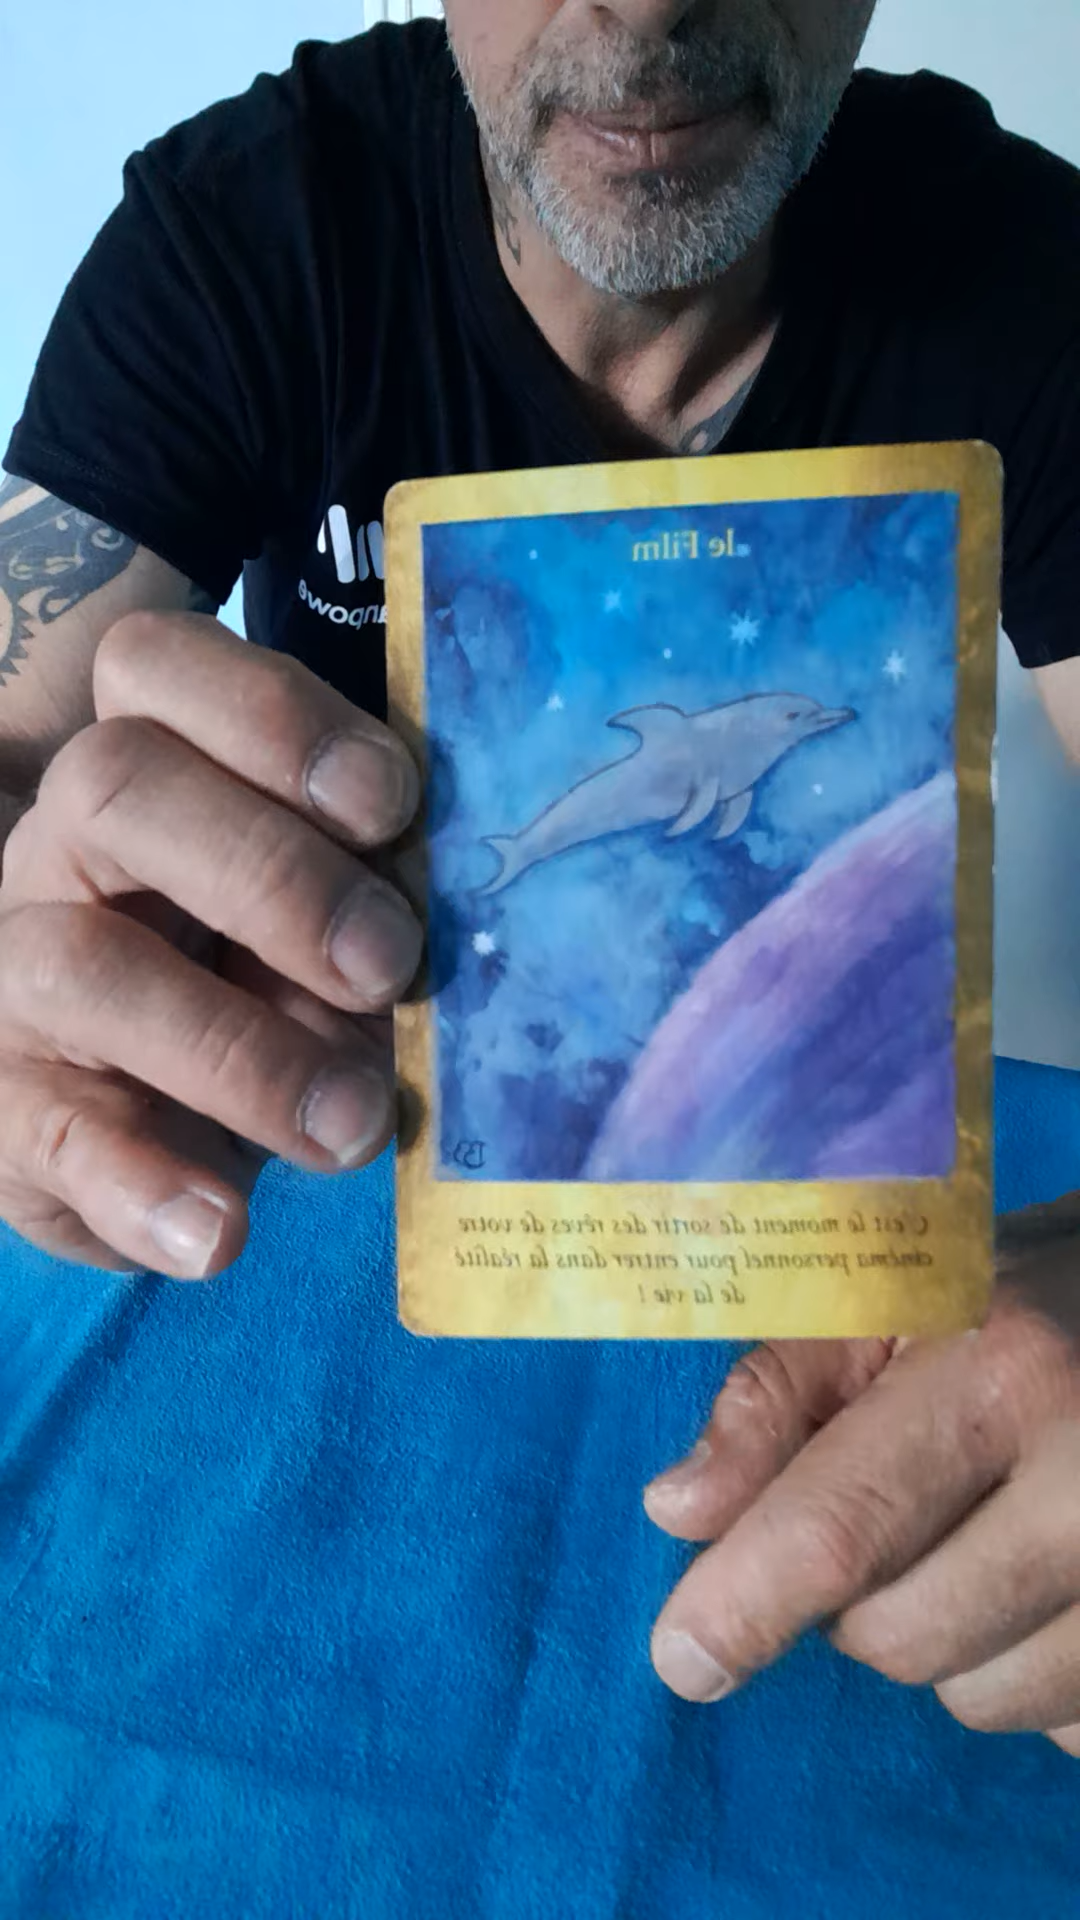 anpowe
le Film
C'est le moment de sortir des rêves de votre
cinéma personnel pour entrer dans la réalité
de la vie !